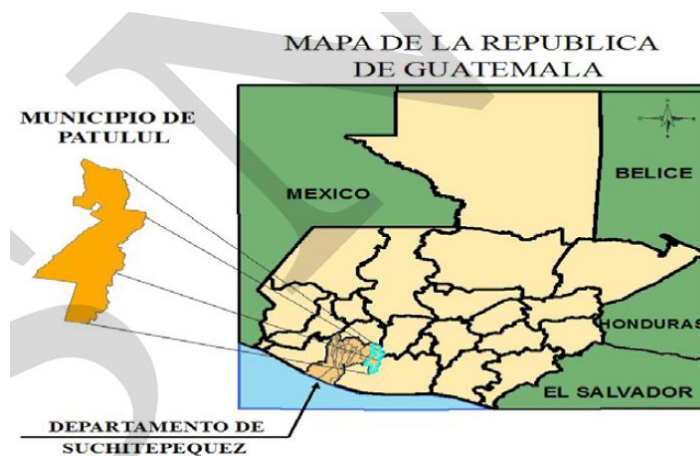 MAPA DE LA REPUBLICA
DE GUATEMALA
MUNICIPIO DE
PATULUL
MEXICO
BELICE
HONDURAS
EL SALVADOR
DEPARTAMENTO DE
SUCHITEPEQUEZ